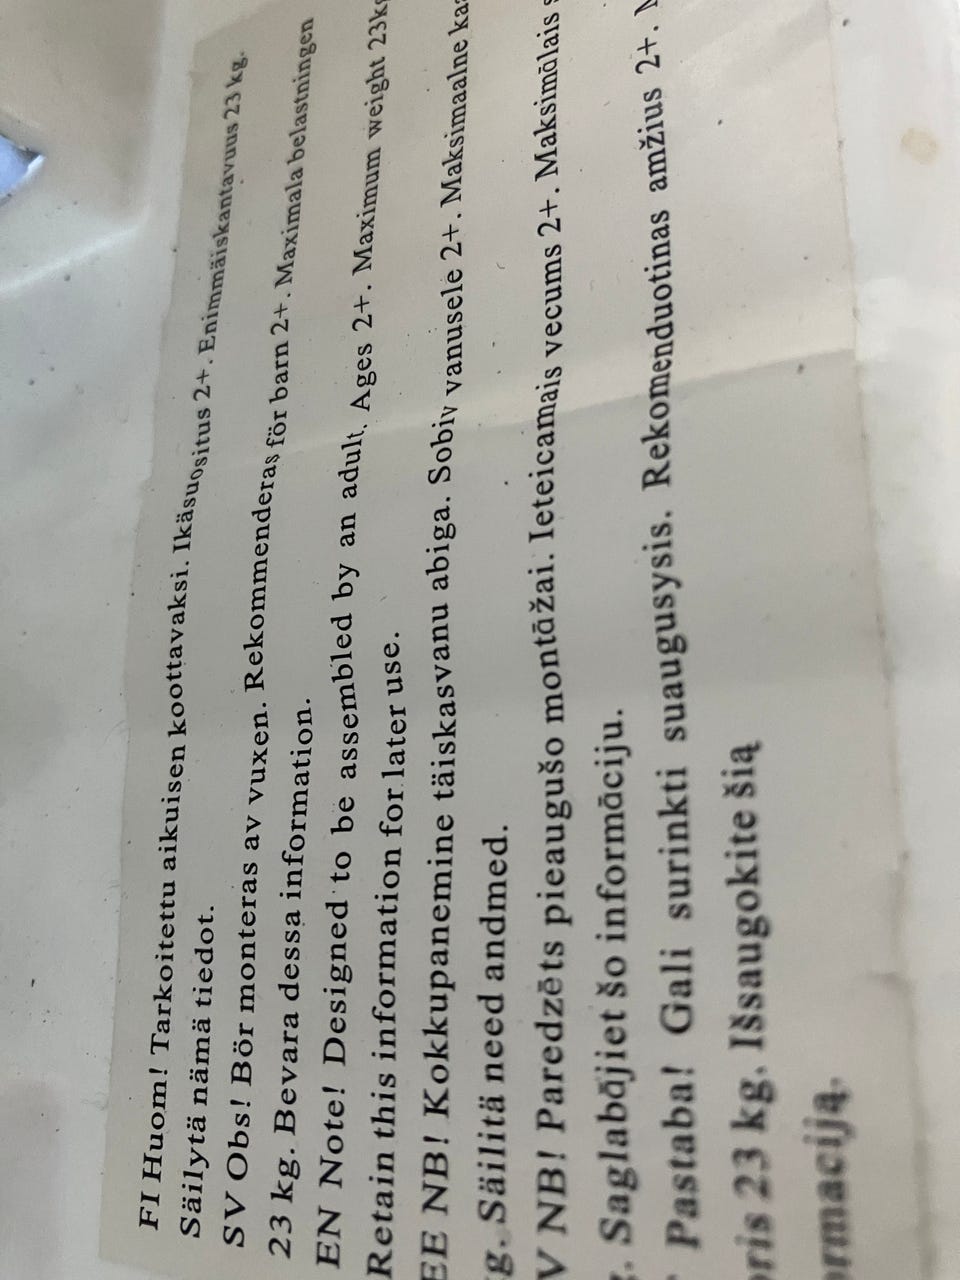 FI Huom! Tarkoitettu aikuisen koottavaksi. Ikäsuositus 2+. Enimmäiskantavuus 23 kg.
Säilytä nämä tiedot.
SV Obs! Bör monteras av vuxen. Rekommenderas för barn 2+. Maximala belastningen
23 kg. Bevara dessa information.
EN Note! Designed to be assembled by an adult. Ages 2+. Maximum weight 23kg
Retain this information for later use.
EE NB! Kokkupanemine täiskasvanu abiga. Sobiv vanusele 2+. Maksimaalne
Säilitä need andmed.
NB! Paredzēts pieaugušo montāžai. Ieteicamais vecums 2+. Maksimālais
Saglabājiet šo informāciju.
Pastaba! Gali surinkti suaugusysis. Rekomenduotinas amžius 2+.
23 kg. Išsaugokite šią